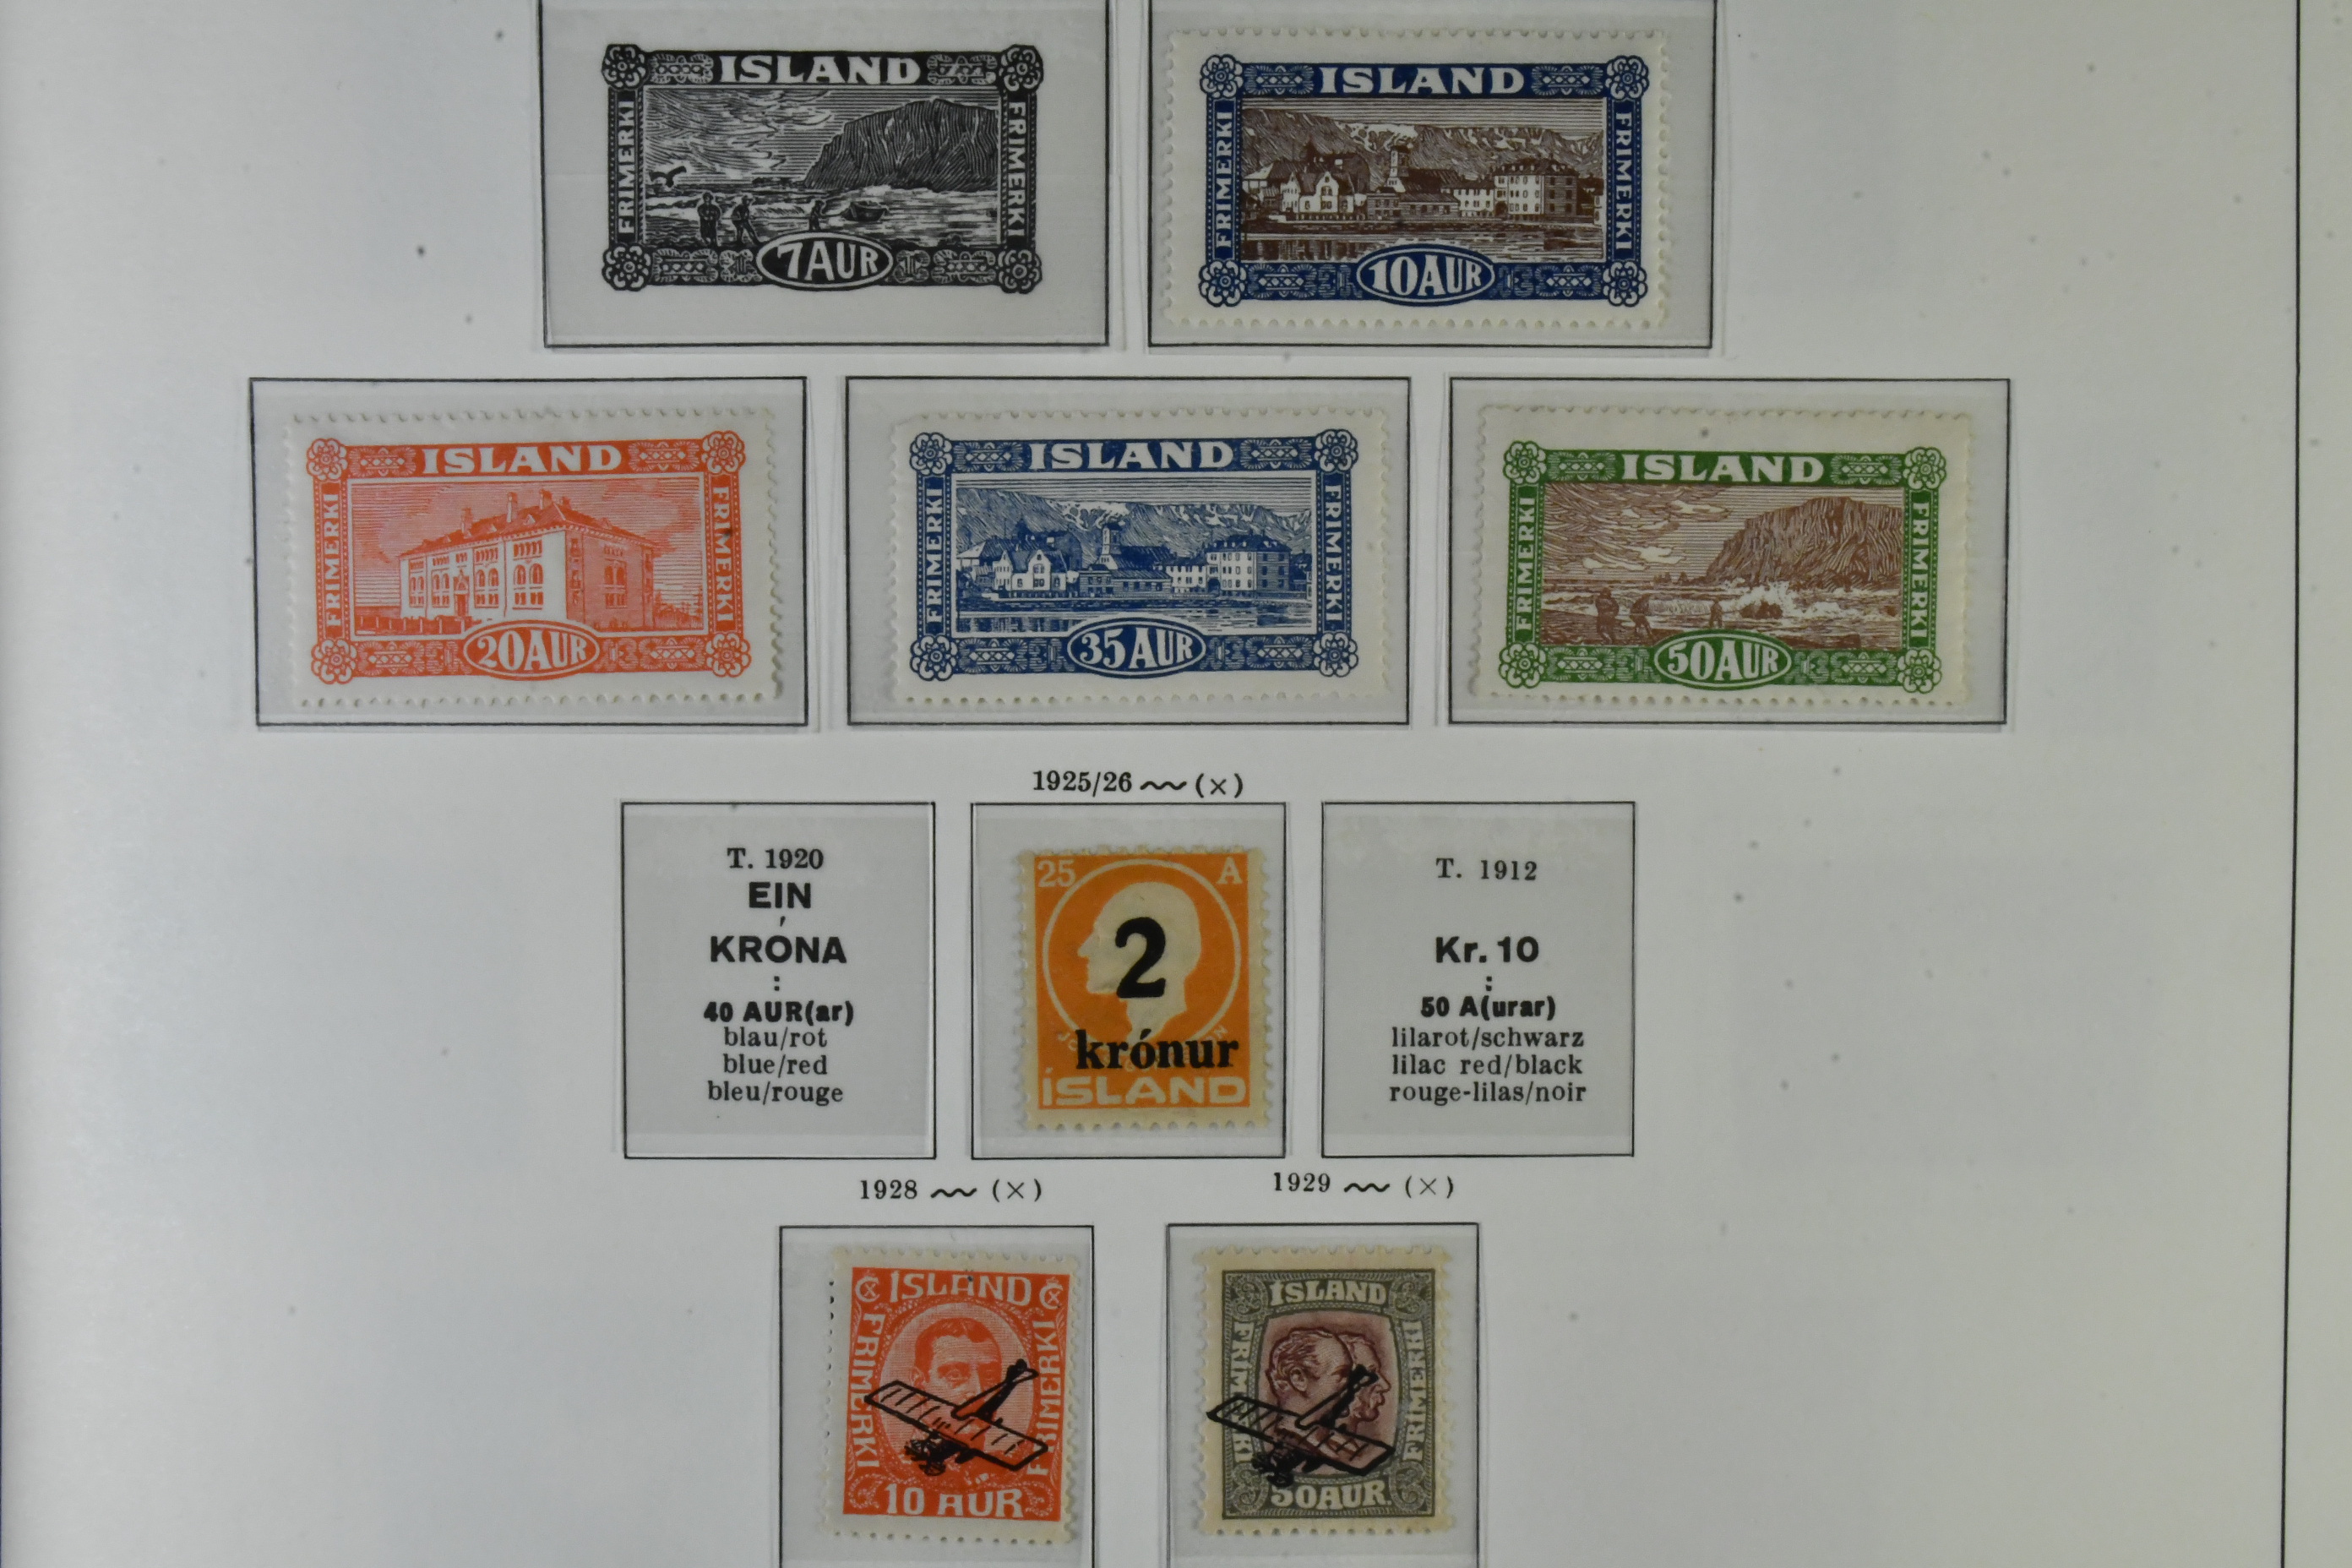 ISLAND
FRIMERKI
FRIMERKI
7AUR
ISLAND
FRIMERKI
FRIMERKI
10AUR
ISLAND
FRIMERKI
FRIMERKI
20AUR
ISLAND
FRIMERKI
FRIMERKI
35AUR
ISLAND
FRIMERKI
FRIMERKI
50AUR
1925/26 (×)
T. 1920
EIN
KRÓNA
:
40 AUR(ar)
blau/rot
blue/red
bleu/rouge
25 A
2
krónur
ÍSLAND
T. 1912
Kr. 10
:
50 A(urar)
lilarot/schwarz
lilac red/black
rouge-lilas/noir
1928 (×)
1929 (×)
ÍSLAND
FRIMERKI
FRIMERKI
10 AUR
ÍSLAND
FRIMERKI
FRIMERKI
50AUR.